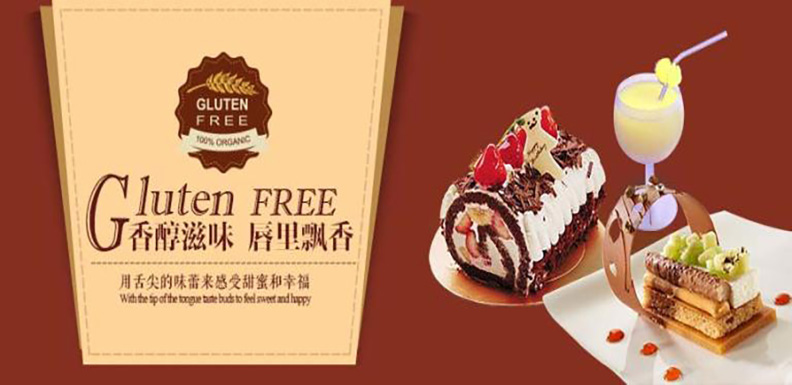 GLUTEN
FREE
100% ORGANIC
Gluten FREE
香醇滋味 唇里飘香
用舌尖的味蕾来感受甜蜜和幸福
With the tip of the tongue taste buds to feel sweet and happy